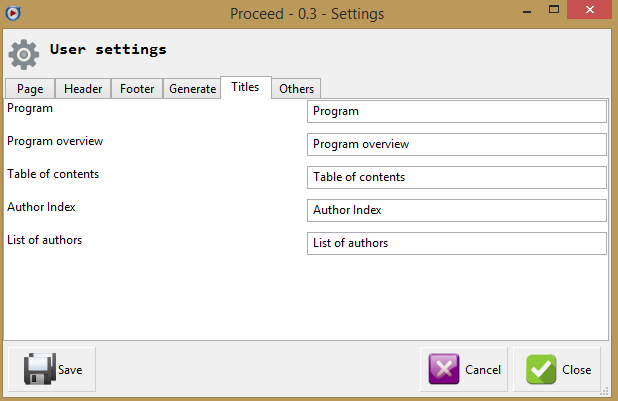 Proceed - 0.3 - Settings
User settings
Page Header Footer Generate Titles Others
Program Program
Program overview Program overview
Table of contents Table of contents
Author Index Author Index
List of authors List of authors
Save Cancel Close